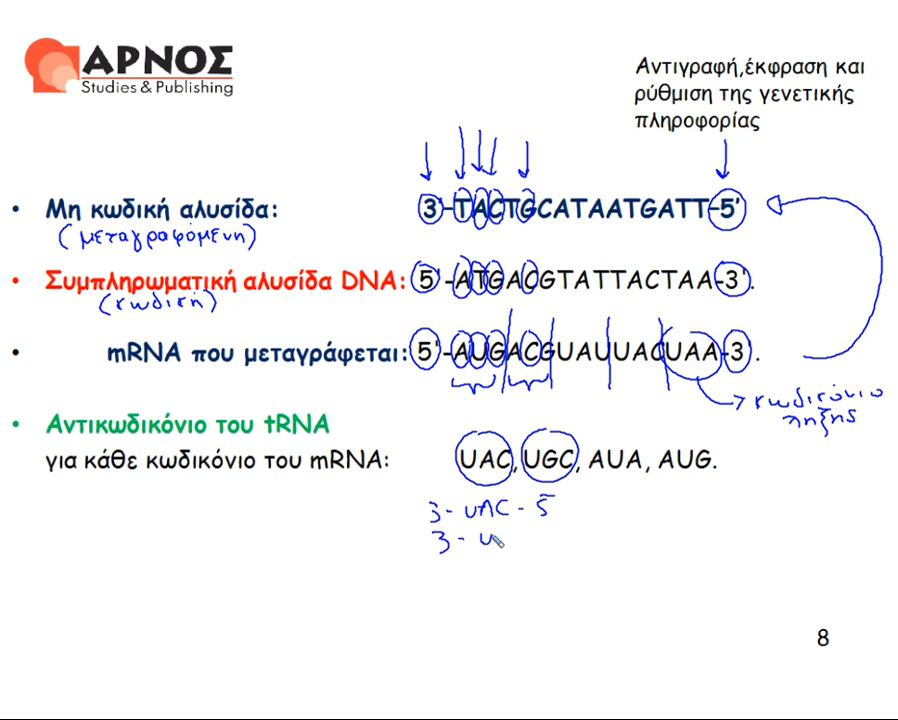 ΑΡΝΟΣ
Studies & Publishing
Αντιγραφή,έκφραση και
ρύθμιση της γενετικής
πληροφορίας
• Μη κωδική αλυσίδα: 3'-TACTGCATAATGATT-5'
(μεταγραφόμενη)
• Συμπληρωματική αλυσίδα DNA: 5'-ATGACGTATTACTAA-3'.
(κωδική)
• mRNA που μεταγράφεται: 5'-AUGACGUAUUACUAA-3'.
κωδικόνιο
λήξης
• Αντικωδικόνιο του tRNA
για κάθε κωδικόνιο του mRNA: UAC, UGC, AUA, AUG.
3 - UAC - 5
3 - U
8